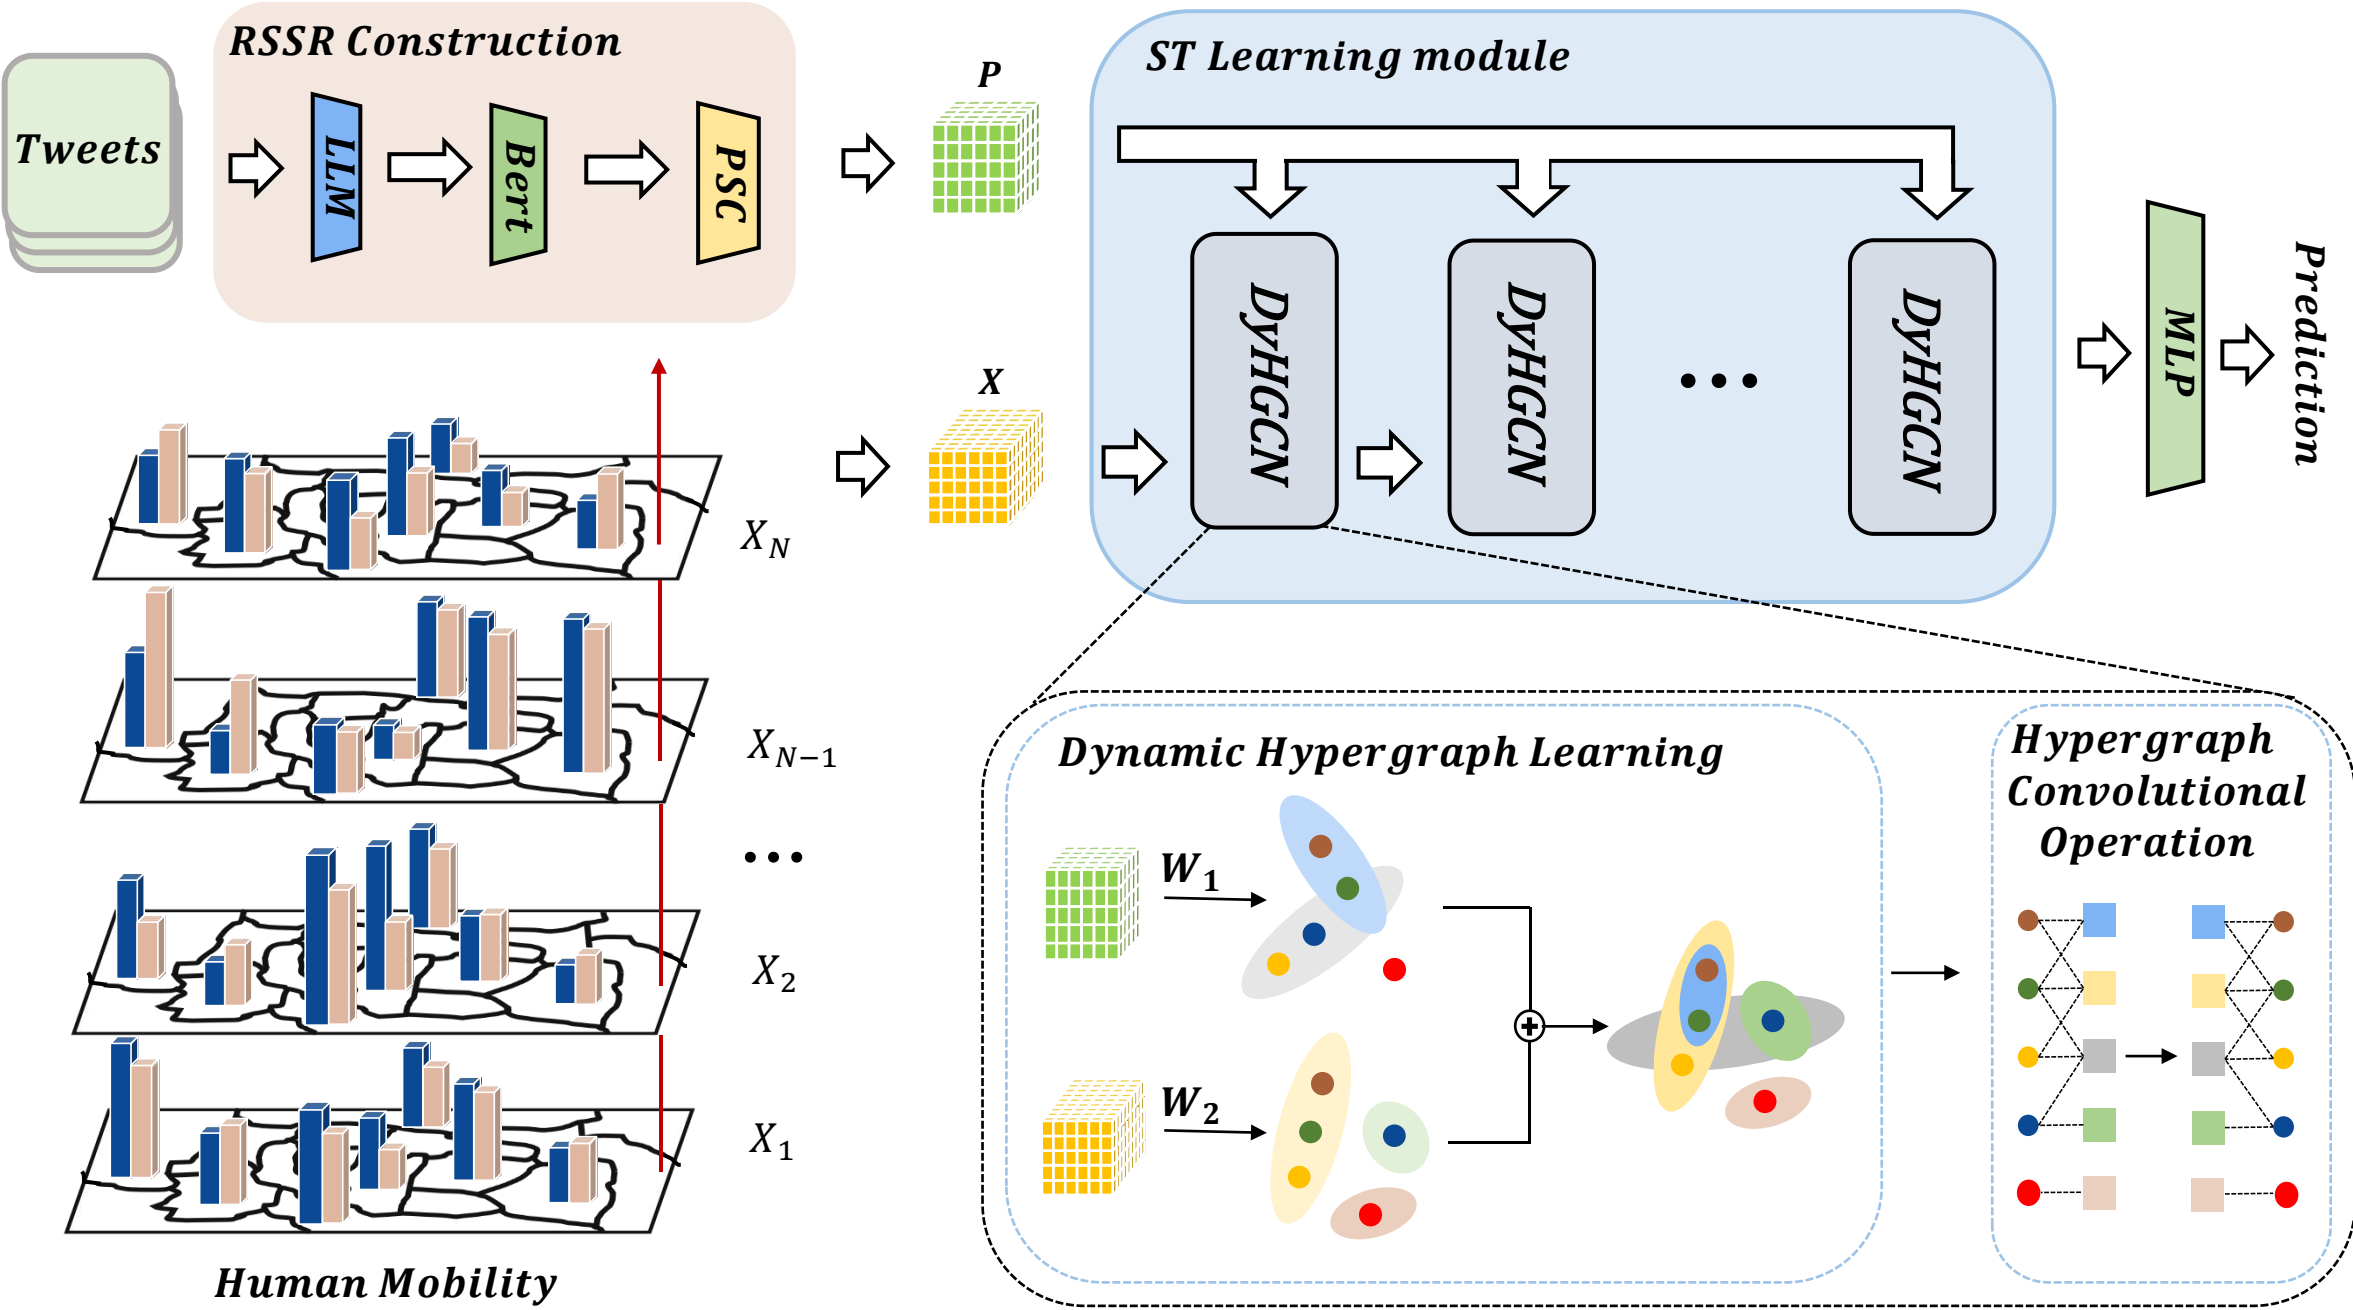 RSSR Construction
Tweets
LLM
Bert
PSC
P
ST Learning module
DyHGCN
DyHGCN
...
DyHGCN
MLP
Prediction
X
X_N
X_{N-1}
...
X_2
X_1
Human Mobility
Dynamic Hypergraph Learning
W_1
W_2
Hypergraph
Convolutional
Operation